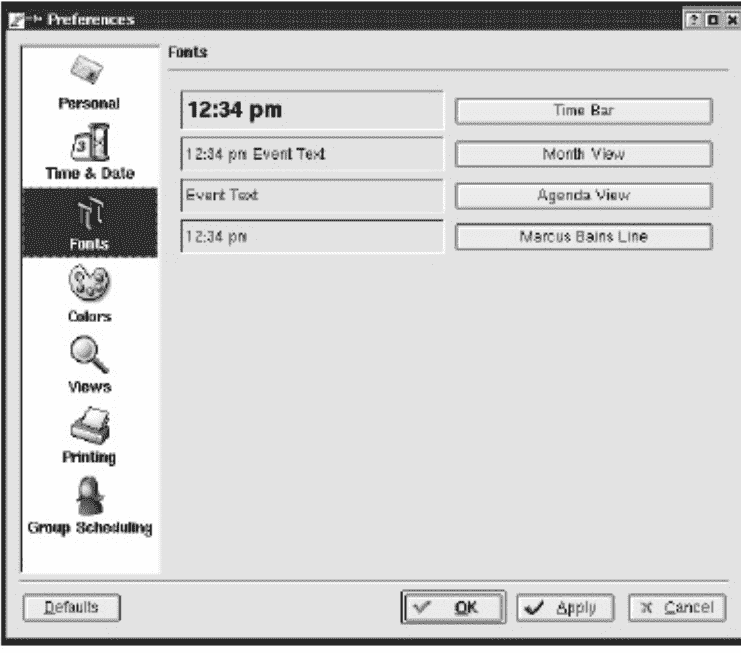 Preferences
Fonts
Personal
Time & Date
3
Fonts
Colors
Views
Printing
Group Scheduling
12:34 pm
Time Bar
12:34 pm Event Text
Month View
Event Text
Agenda View
12:34 pm
Marcus Bains Line
Defaults
OK
Apply
Cancel